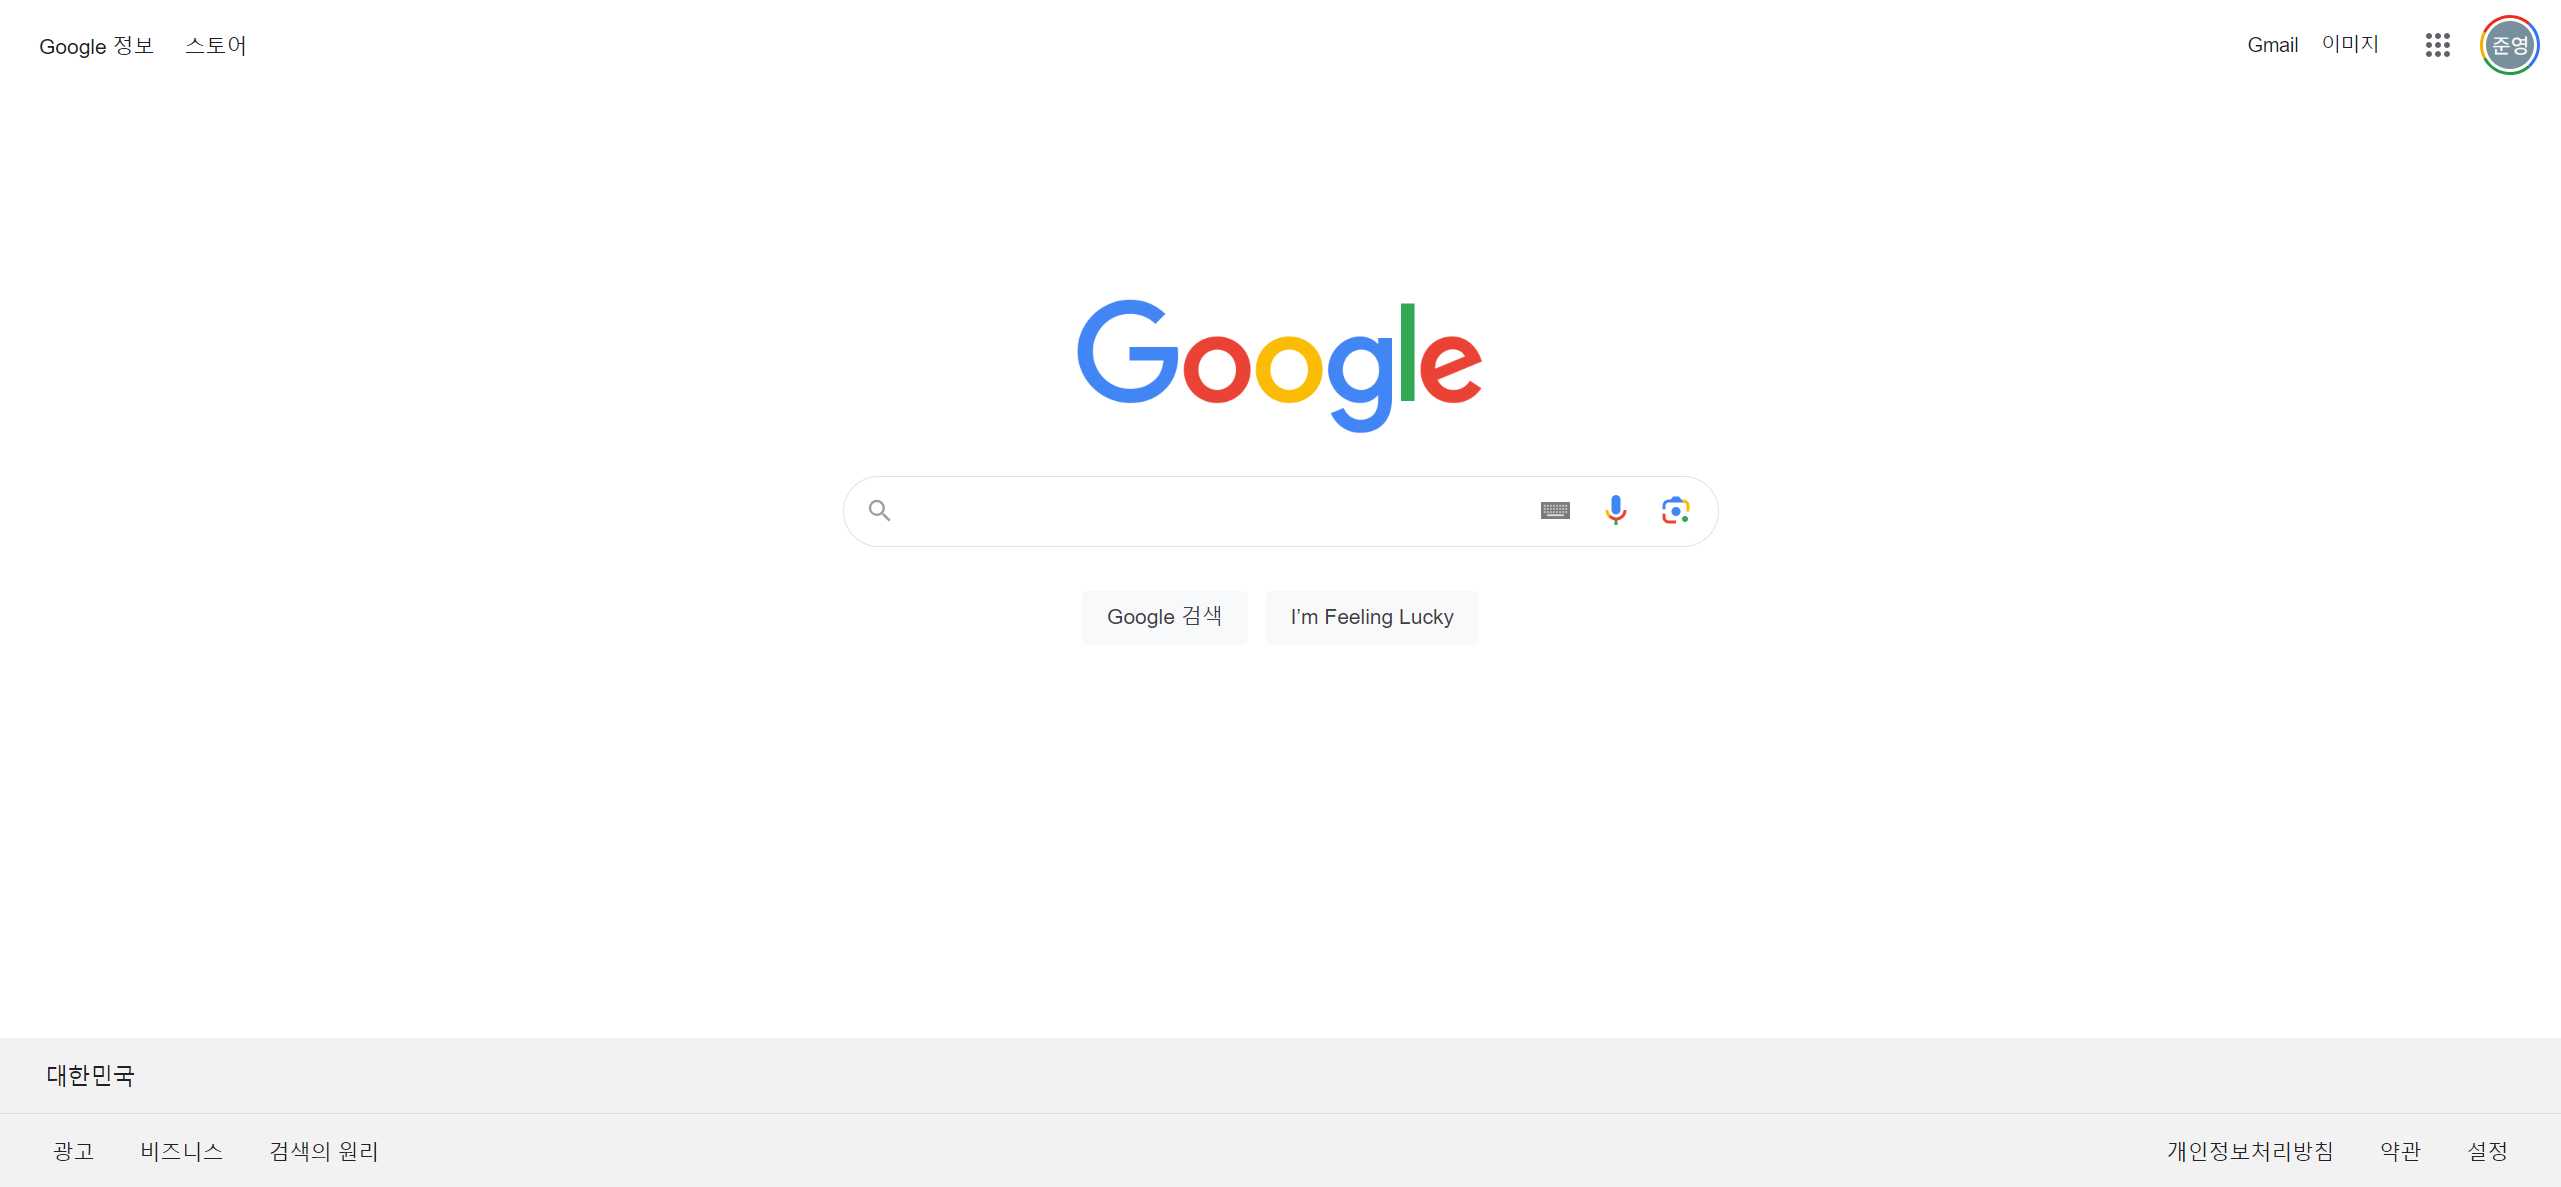 Google 정보 스토어 Gmail 이미지 준영
Google
Google 검색 I'm Feeling Lucky
대한민국
광고 비즈니스 검색의 원리 개인정보처리방침 약관 설정